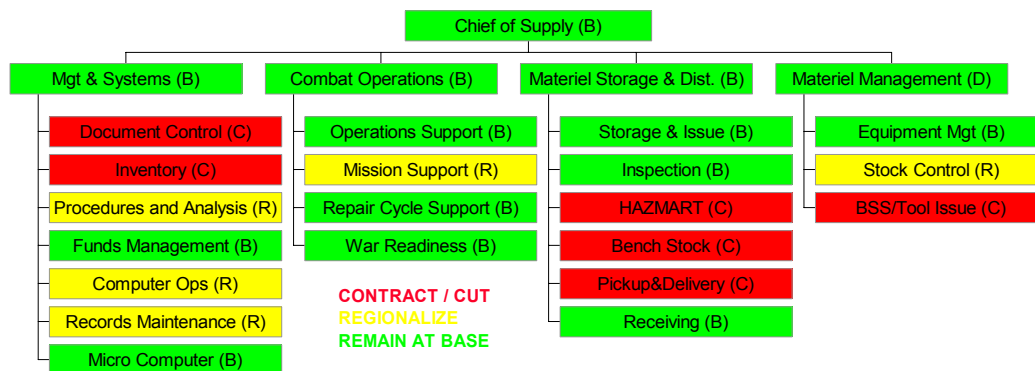 Chief of Supply (B)
Mgt & Systems (B)
Combat Operations (B)
Materiel Storage & Dist. (B)
Materiel Management (D)
Document Control (C)
Inventory (C)
Procedures and Analysis (R)
Funds Management (B)
Computer Ops (R)
Records Maintenance (R)
Micro Computer (B)
Operations Support (B)
Mission Support (R)
Repair Cycle Support (B)
War Readiness (B)
Storage & Issue (B)
Inspection (B)
HAZMART (C)
Bench Stock (C)
Pickup&Delivery (C)
Receiving (B)
Equipment Mgt (B)
Stock Control (R)
BSS/Tool Issue (C)
CONTRACT / CUT
REGIONALIZE
REMAIN AT BASE